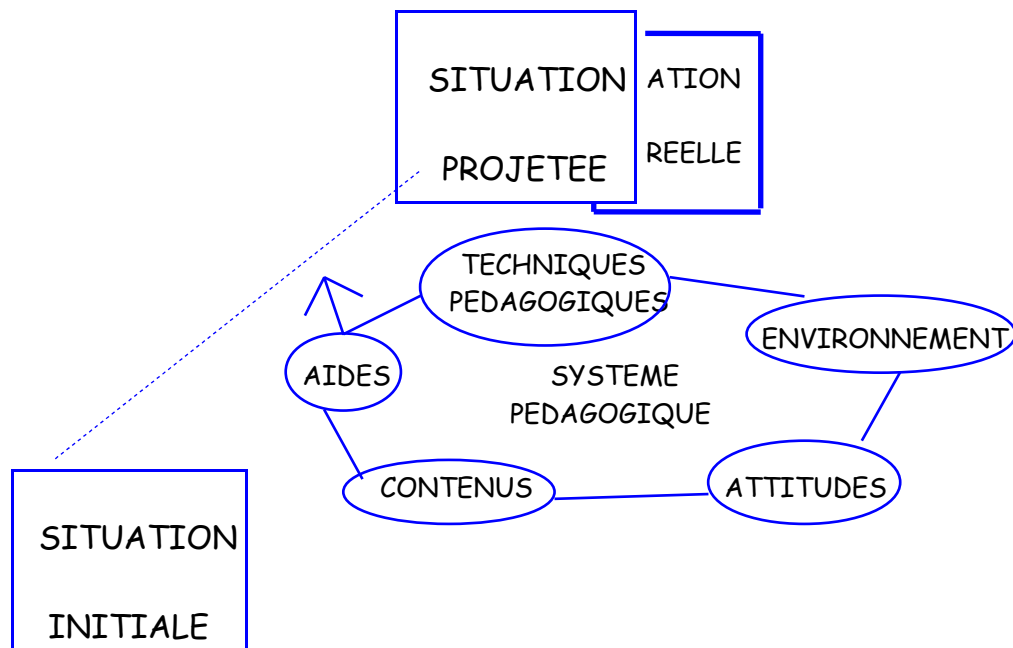 SITUATION
PROJETEE
ATION
REELLE
TECHNIQUES
PEDAGOGIQUES
ENVIRONNEMENT
AIDES
SYSTEME
PEDAGOGIQUE
CONTENUS
ATTITUDES
SITUATION
INITIALE